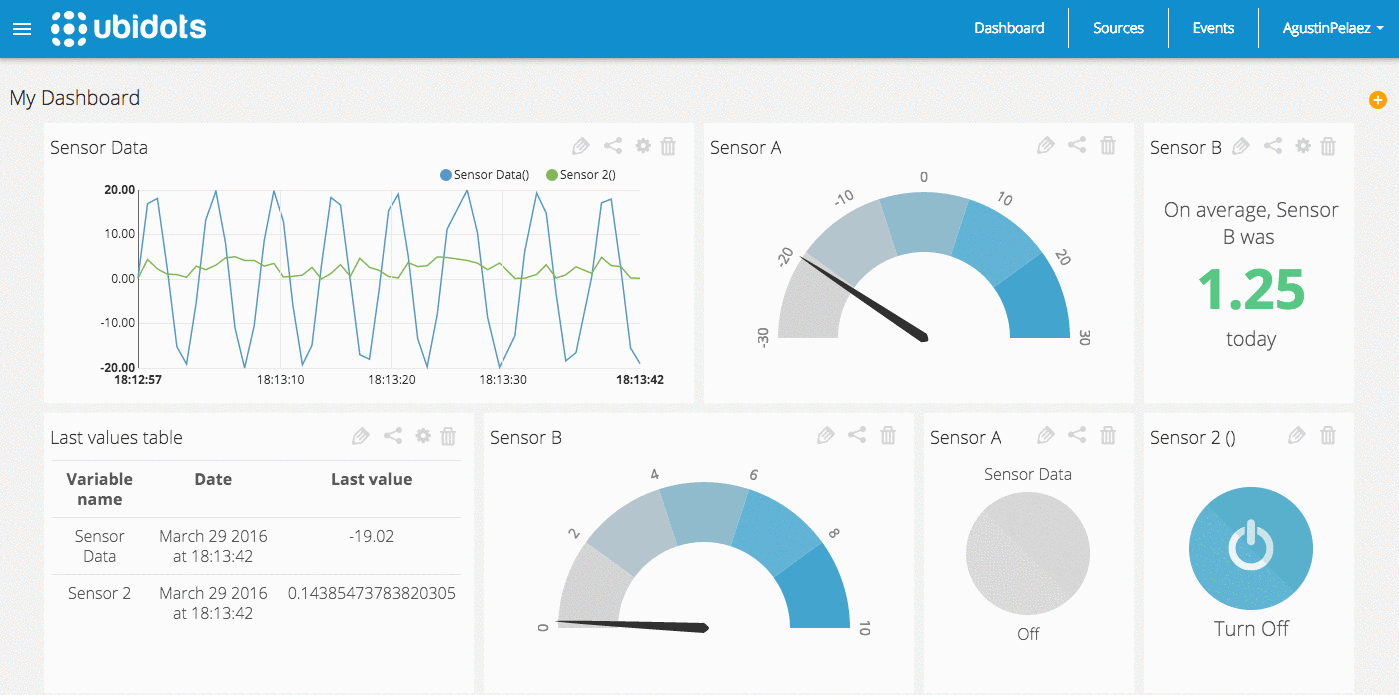 ubidots
Dashboard
Sources
Events
AgustinPelaez
My Dashboard
Sensor Data
Sensor Data()
Sensor 2()
20.00
10.00
0.00
-10.00
-20.00
18:12:57
18:13:10
18:13:20
18:13:30
18:13:42
Sensor A
-30
-20
-10
0
10
20
30
Sensor B
On average, Sensor
B was
1.25
today
Last values table
Variable
name
Date
Last value
Sensor
Data
March 29 2016
at 18:13:42
-19.02
Sensor 2
March 29 2016
at 18:13:42
0.14385473783820305
Sensor B
0
2
4
6
8
10
Sensor A
Sensor Data
Off
Sensor 2 ()
Turn Off